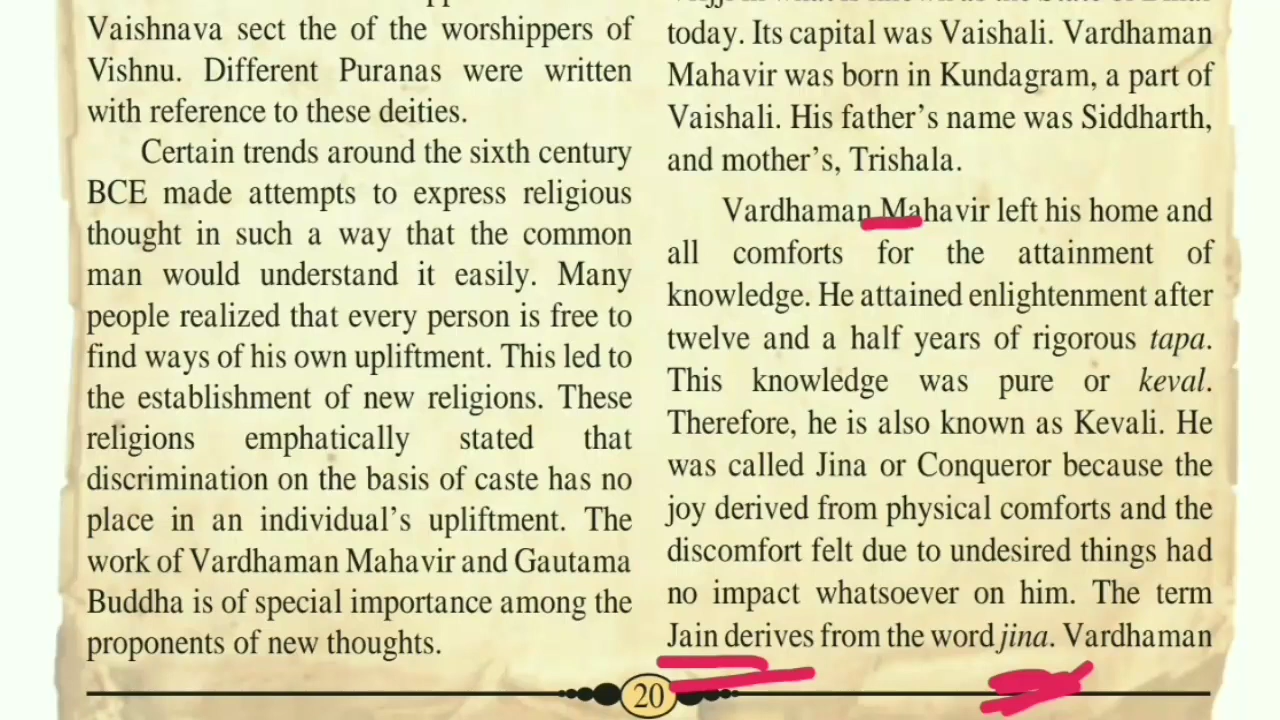 Vaishnava sect the of the worshippers of
Vishnu. Different Puranas were written
with reference to these deities.
Certain trends around the sixth century
BCE made attempts to express religious
thought in such a way that the common
man would understand it easily. Many
people realized that every person is free to
find ways of his own upliftment. This led to
the establishment of new religions. These
religions emphatically stated that
discrimination on the basis of caste has no
place in an individual's upliftment. The
work of Vardhaman Mahavir and Gautama
Buddha is of special importance among the
proponents of new thoughts.
today. Its capital was Vaishali. Vardhaman
Mahavir was born in Kundagram, a part of
Vaishali. His father's name was Siddharth,
and mother's, Trishala.
Vardhaman Mahavir left his home and
all comforts for the attainment of
knowledge. He attained enlightenment after
twelve and a half years of rigorous tapa.
This knowledge was pure or keval.
Therefore, he is also known as Kevali. He
was called Jina or Conqueror because the
joy derived from physical comforts and the
discomfort felt due to undesired things had
no impact whatsoever on him. The term
Jain derives from the word jina. Vardhaman
20